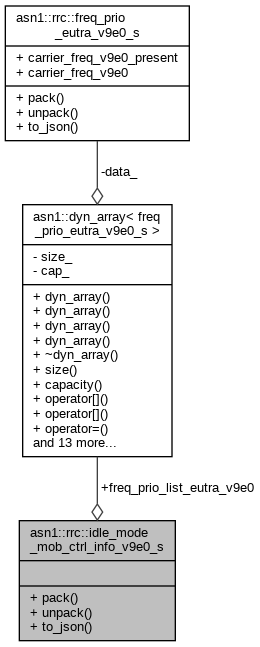 asn1::rrc::freq_prio
_eutra_v9e0_s
+ carrier_freq_v9e0_present
+ carrier_freq_v9e0
+ pack()
+ unpack()
+ to_json()
-data_
asn1::dyn_array< freq
_prio_eutra_v9e0_s >
- size_
- cap_
+ dyn_array()
+ dyn_array()
+ dyn_array()
+ dyn_array()
+ ~dyn_array()
+ size()
+ capacity()
+ operator[]()
+ operator[]()
+ operator=()
and 13 more...
+freq_prio_list_eutra_v9e0
asn1::rrc::idle_mode
_mob_ctrl_info_v9e0_s
+ pack()
+ unpack()
+ to_json()